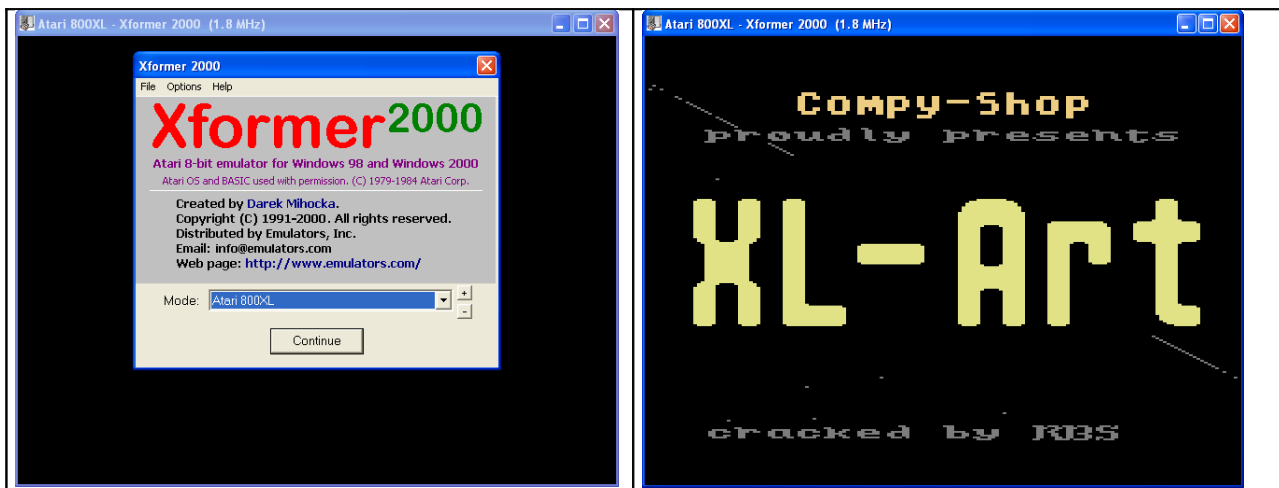 Atari 800XL - Xformer 2000 (1.8 MHz)
Xformer 2000
File Options Help
Xformer2000
Atari 8-bit emulator for Windows 98 and Windows 2000
Atari OS and BASIC used with permission. (C) 1979-1984 Atari Corp.
Created by Darek Mihocka.
Copyright (C) 1991-2000. All rights reserved.
Distributed by Emulators, Inc.
Email: info@emulators.com
Web page: http://www.emulators.com/
Mode: Atari 800XL
+
-
Continue
Atari 800XL - Xformer 2000 (1.8 MHz)
Compy-Shop
proudly presents
XL-Art
cracked by RBS